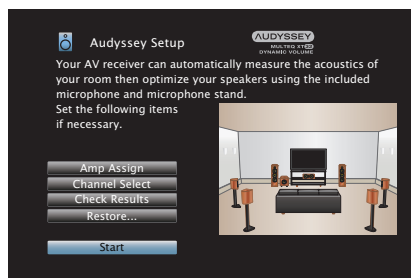 Audyssey Setup
AUDYSSEY
MULTEQ XT32
DYNAMIC VOLUME
Your AV receiver can automatically measure the acoustics of
your room then optimize your speakers using the included
microphone and microphone stand.
Set the following items
if necessary.
Amp Assign
Channel Select
Check Results
Restore...
Start